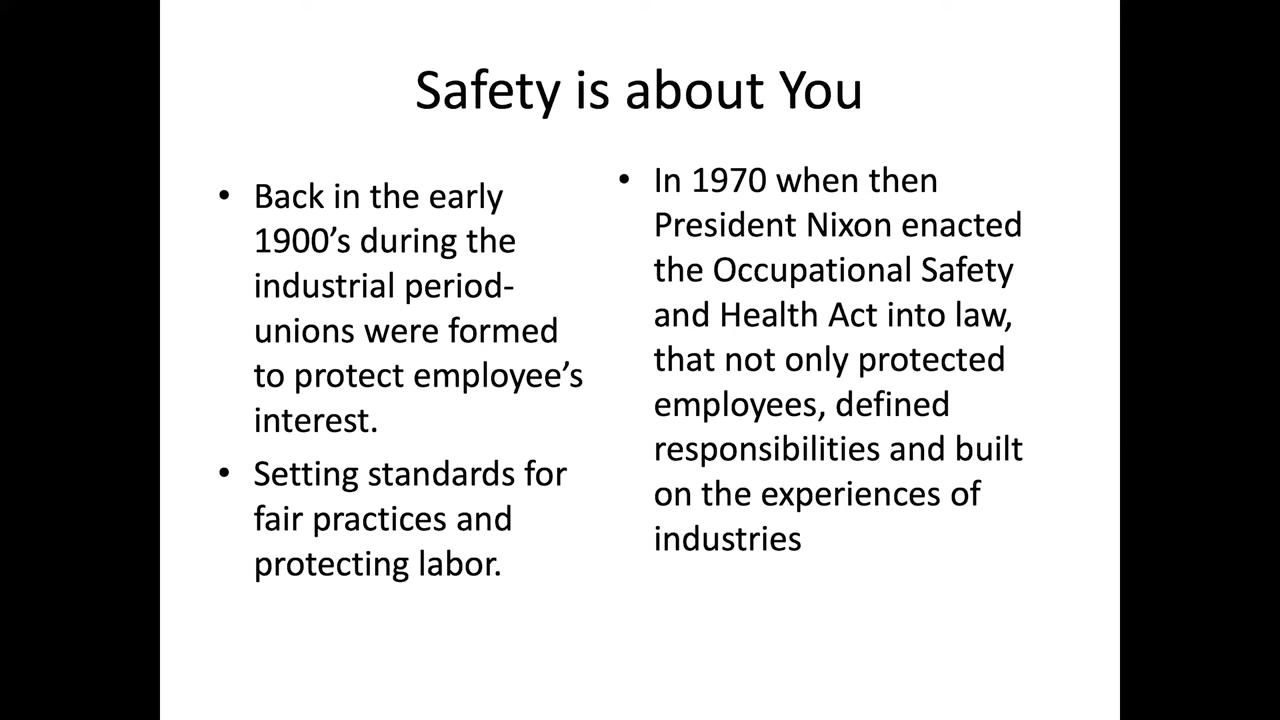 Safety is about You
• Back in the early
1900’s during the
industrial period-
unions were formed
to protect employee’s
interest.
• Setting standards for
fair practices and
protecting labor.
• In 1970 when then
President Nixon enacted
the Occupational Safety
and Health Act into law,
that not only protected
employees, defined
responsibilities and built
on the experiences of
industries